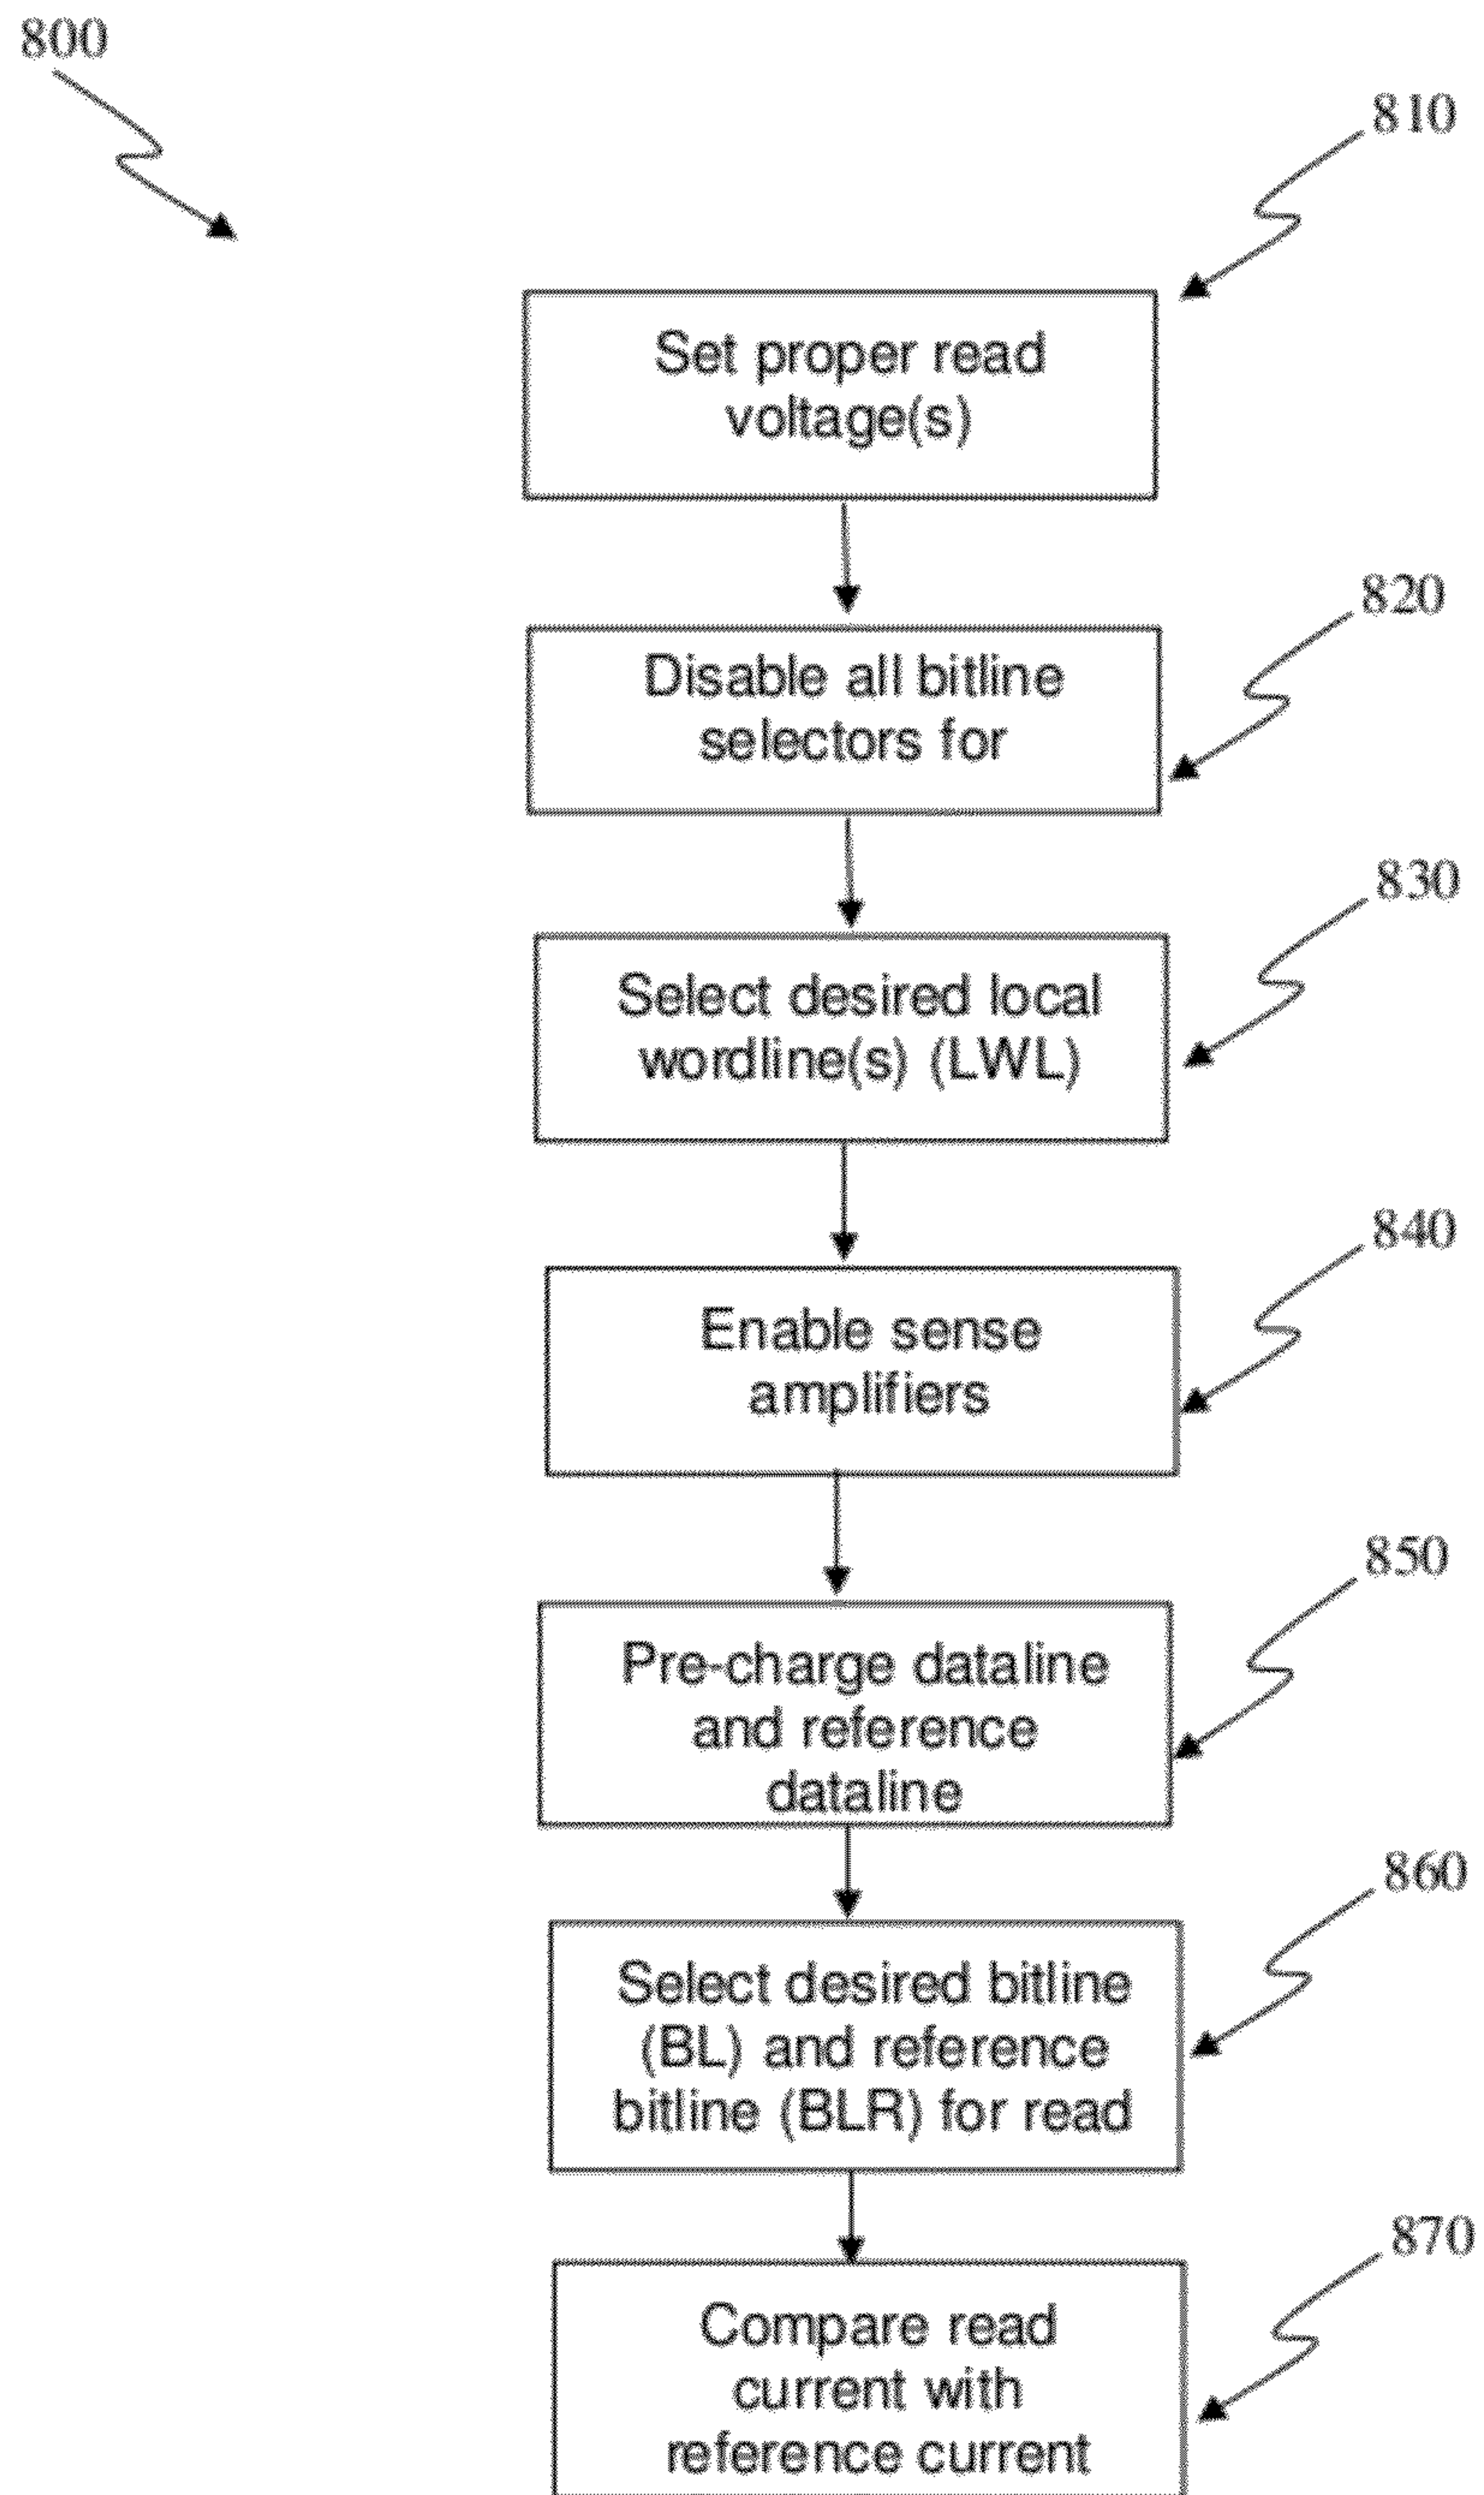 800
810
Set proper read
voltage(s)
820
Disable all bitline
selectors for
830
Select desired local
wordline(s) (LWL)
840
Enable sense
amplifiers
850
Pre-charge dataline
and reference
dataline
860
Select desired bitline
(BL) and reference
bitline (BLR) for read
870
Compare read
current with
reference current